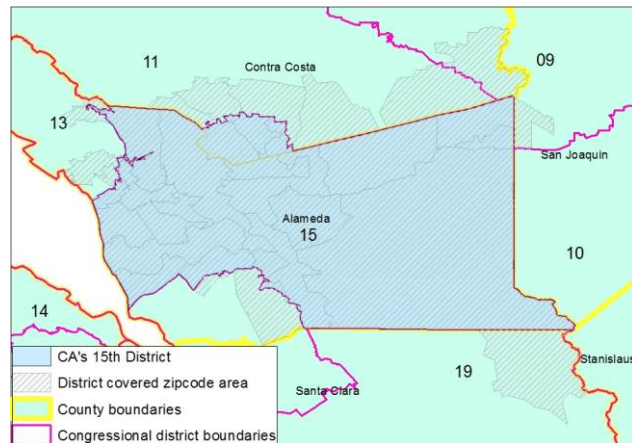 11
Contra Costa
09
13
San Joaquin
Alameda
15
10
14
CA's 15th District
District covered zipcode area
County boundaries
Congressional district boundaries
19
Santa Clara
Stanislaus